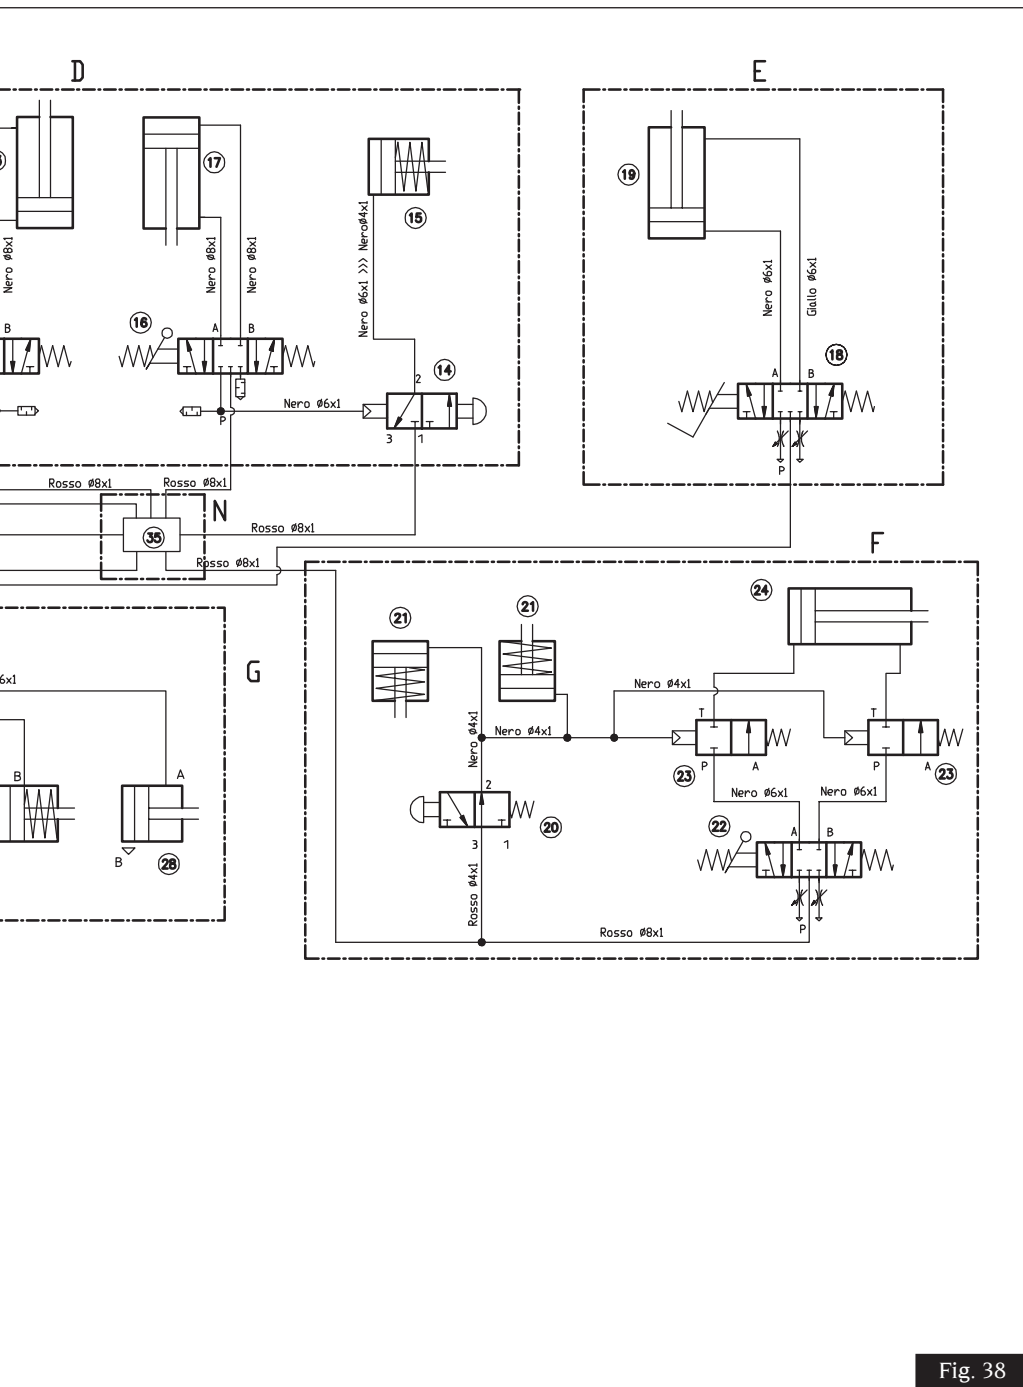 D
E
17
19
15
Nero Ø8x1
Nero Ø8x1
Nero Ø8x1
Nero Ø6x1 >>> NeroØ4x1
Nero Ø6x1
Giallo Ø6x1
B
16
A
B
14
2
18
A
B
Nero Ø6x1
P
3
1
P
Rosso Ø8x1
Rosso Ø8x1
N
35
Rosso Ø8x1
F
Rosso Ø8x1
24
21
21
G
6x1
Nero Ø4x1
Nero Ø4x1
Nero Ø4x1
T
T
B
A
P
A
P
A
23
23
2
Nero Ø6x1
Nero Ø6x1
20
22
A
B
B
28
3
1
Rosso Ø4x1
P
Rosso Ø8x1
Fig. 38